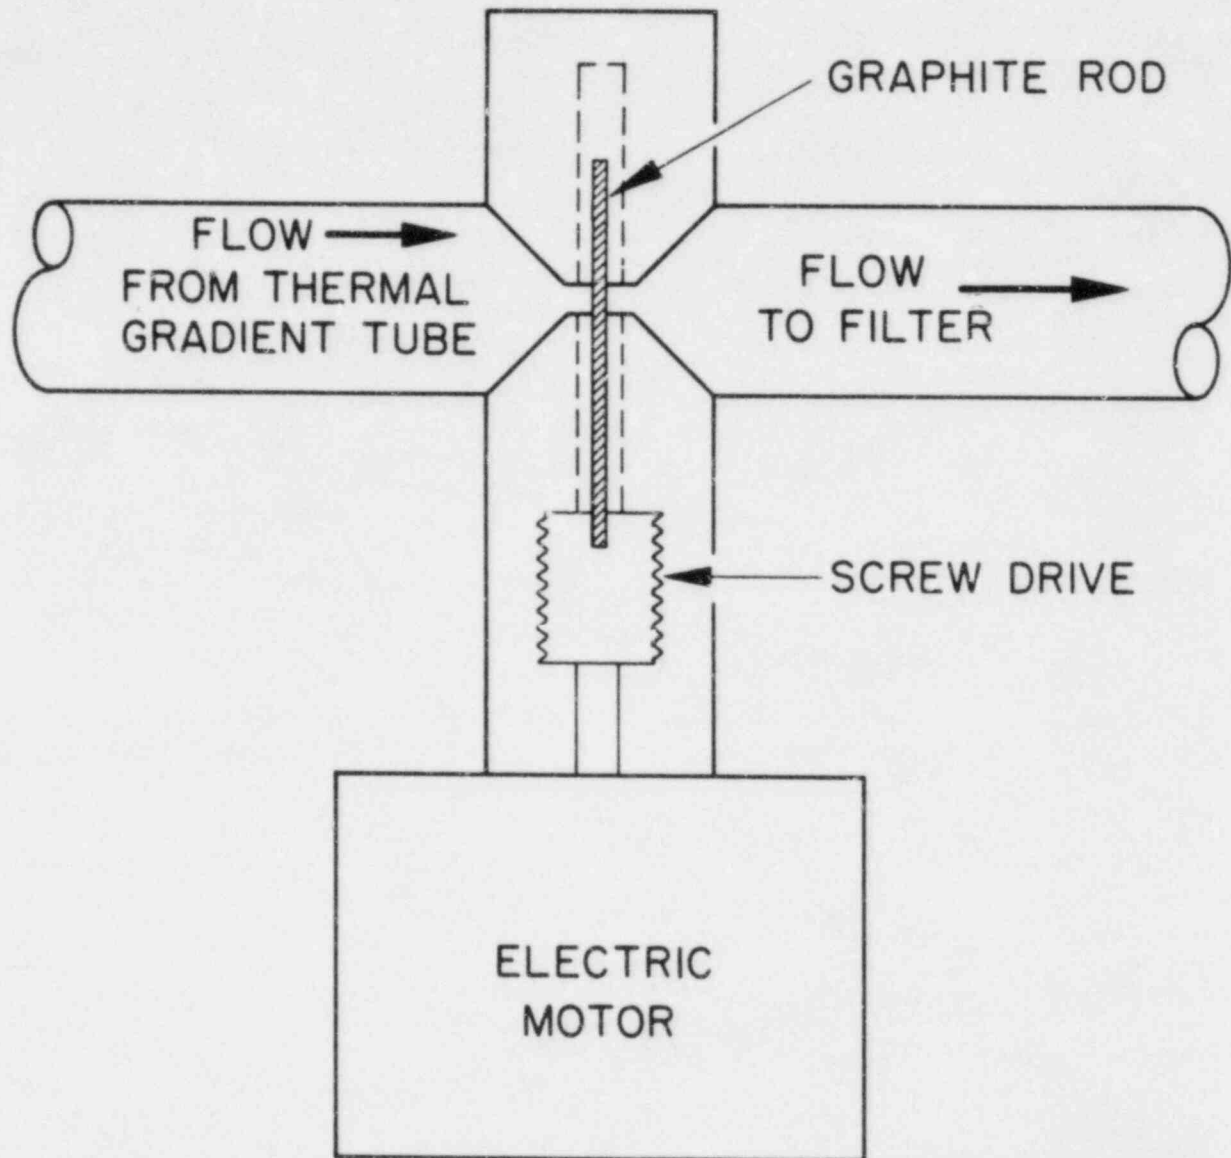 GRAPHITE ROD
FLOW
FROM THERMAL
GRADIENT TUBE
FLOW
TO FILTER
SCREW DRIVE
ELECTRIC
MOTOR